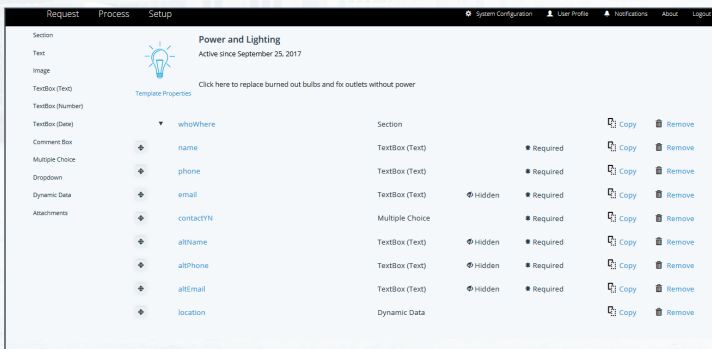 Request Process Setup System Configuration User Profile Notifications About Logout
Section
Text
Image
TextBox (Text)
TextBox (Number)
TextBox (Date)
Comment Box
Multiple Choice
Dropdown
Dynamic Data
Attachments
Template Properties
Power and Lighting
Active since September 25, 2017
Click here to replace burned out bulbs and fix outlets without power
whoWhere Section Copy Remove
name TextBox (Text) Required Copy Remove
phone TextBox (Text) Required Copy Remove
email TextBox (Text) Hidden Required Copy Remove
contactYN Multiple Choice Required Copy Remove
altName TextBox (Text) Hidden Required Copy Remove
altPhone TextBox (Text) Hidden Required Copy Remove
altEmail TextBox (Text) Hidden Required Copy Remove
location Dynamic Data Copy Remove